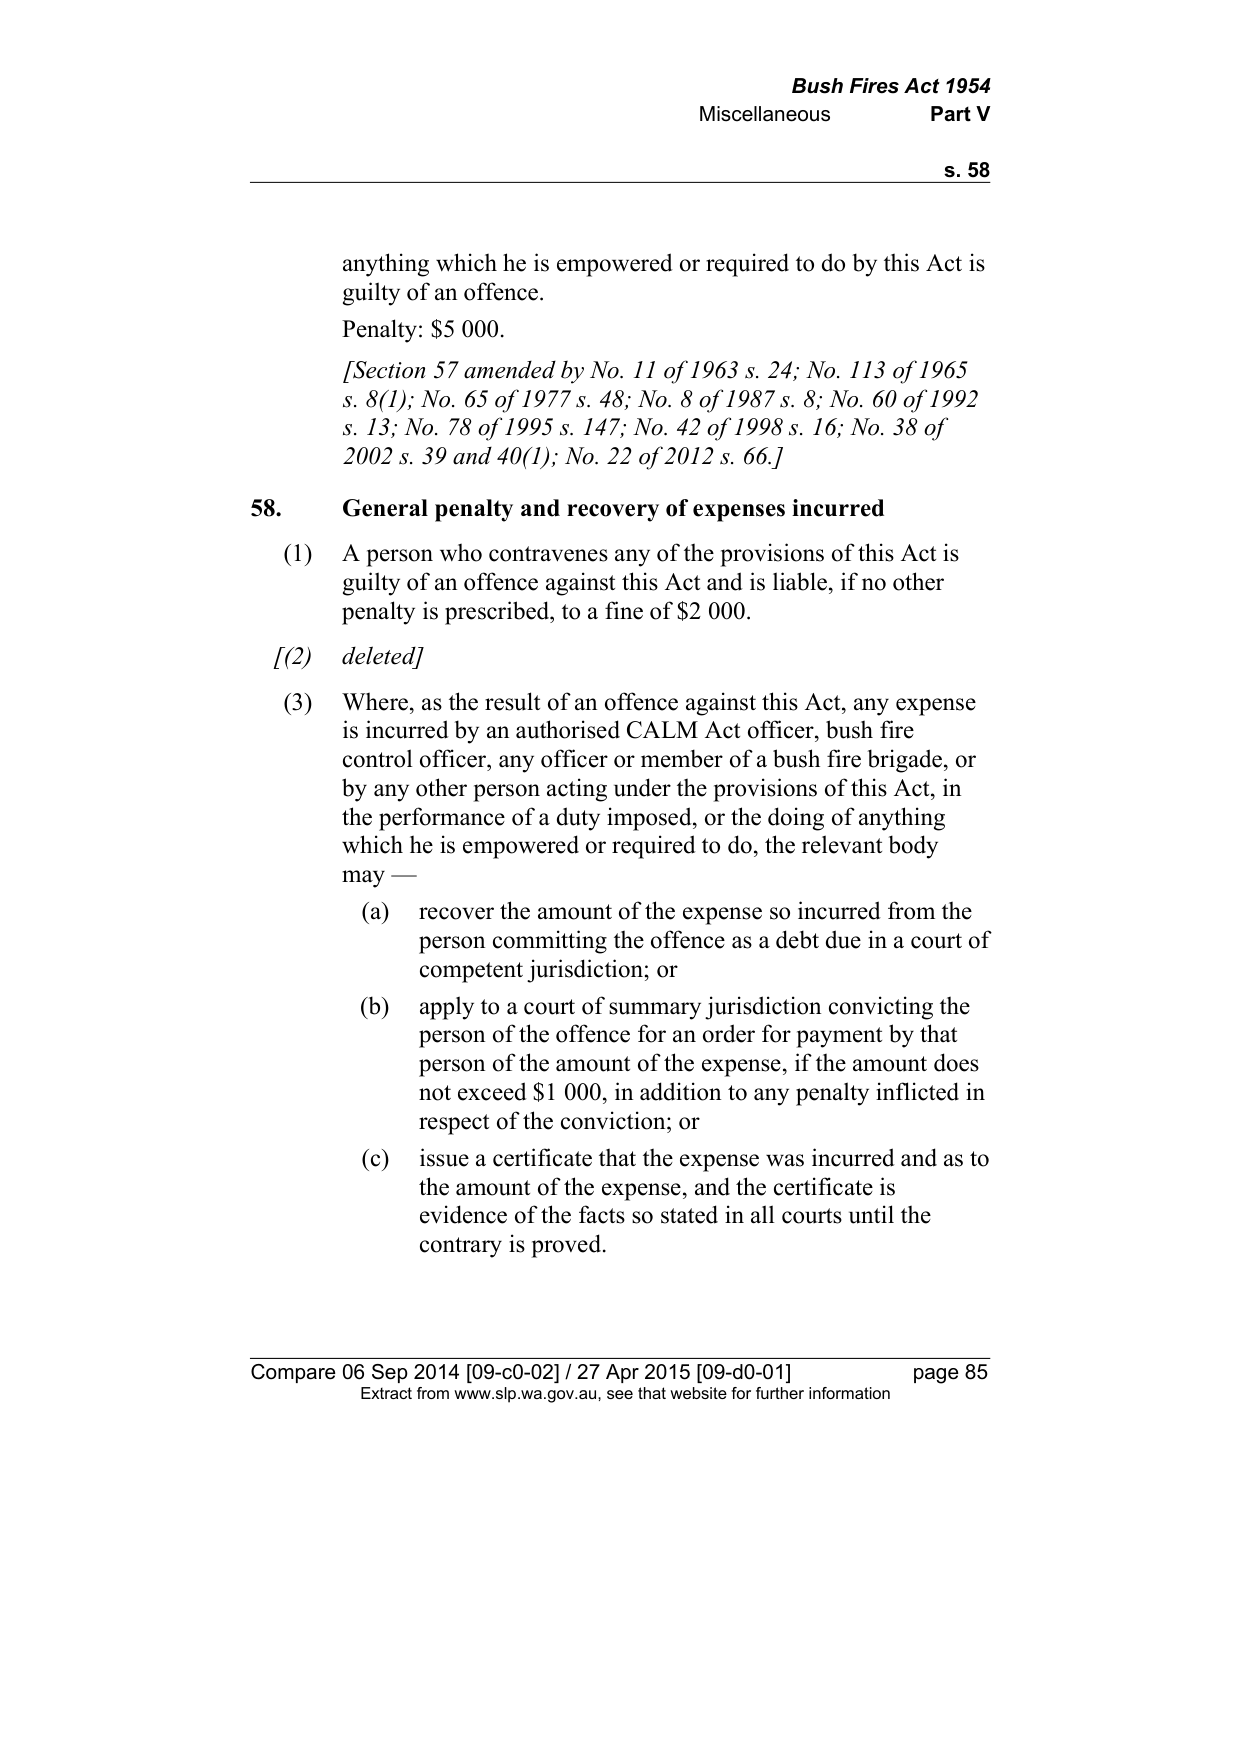 Bush Fires Act 1954
Miscellaneous Part V
s. 58
anything which he is empowered or required to do by this Act is
guilty of an offence.
Penalty: $5 000.
[Section 57 amended by No. 11 of 1963 s. 24; No. 113 of 1965
s. 8(1); No. 65 of 1977 s. 48; No. 8 of 1987 s. 8; No. 60 of 1992
s. 13; No. 78 of 1995 s. 147; No. 42 of 1998 s. 16; No. 38 of
2002 s. 39 and 40(1); No. 22 of 2012 s. 66.]
58. General penalty and recovery of expenses incurred
(1) A person who contravenes any of the provisions of this Act is
guilty of an offence against this Act and is liable, if no other
penalty is prescribed, to a fine of $2 000.
[(2) deleted]
(3) Where, as the result of an offence against this Act, any expense
is incurred by an authorised CALM Act officer, bush fire
control officer, any officer or member of a bush fire brigade, or
by any other person acting under the provisions of this Act, in
the performance of a duty imposed, or the doing of anything
which he is empowered or required to do, the relevant body
may —
(a) recover the amount of the expense so incurred from the
person committing the offence as a debt due in a court of
competent jurisdiction; or
(b) apply to a court of summary jurisdiction convicting the
person of the offence for an order for payment by that
person of the amount of the expense, if the amount does
not exceed $1 000, in addition to any penalty inflicted in
respect of the conviction; or
(c) issue a certificate that the expense was incurred and as to
the amount of the expense, and the certificate is
evidence of the facts so stated in all courts until the
contrary is proved.
Compare 06 Sep 2014 [09-c0-02] / 27 Apr 2015 [09-d0-01] page 85
Extract from www.slp.wa.gov.au, see that website for further information